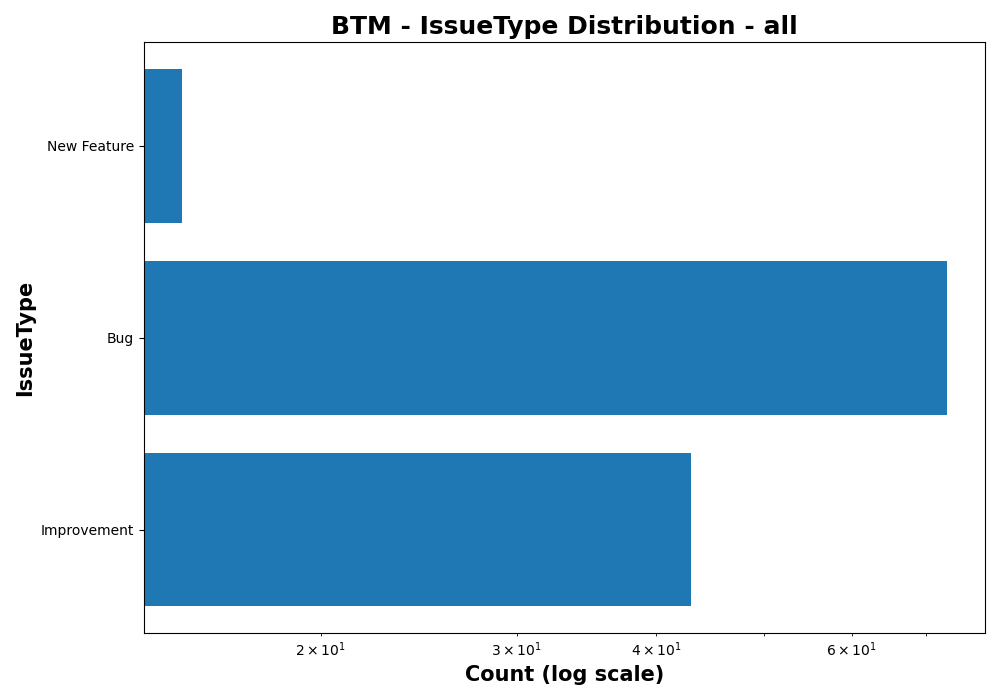 BTM - IssueType Distribution - all
IssueType
New Feature
Bug
Improvement
2 × 10¹
3 × 10¹
4 × 10¹
6 × 10¹
Count (log scale)